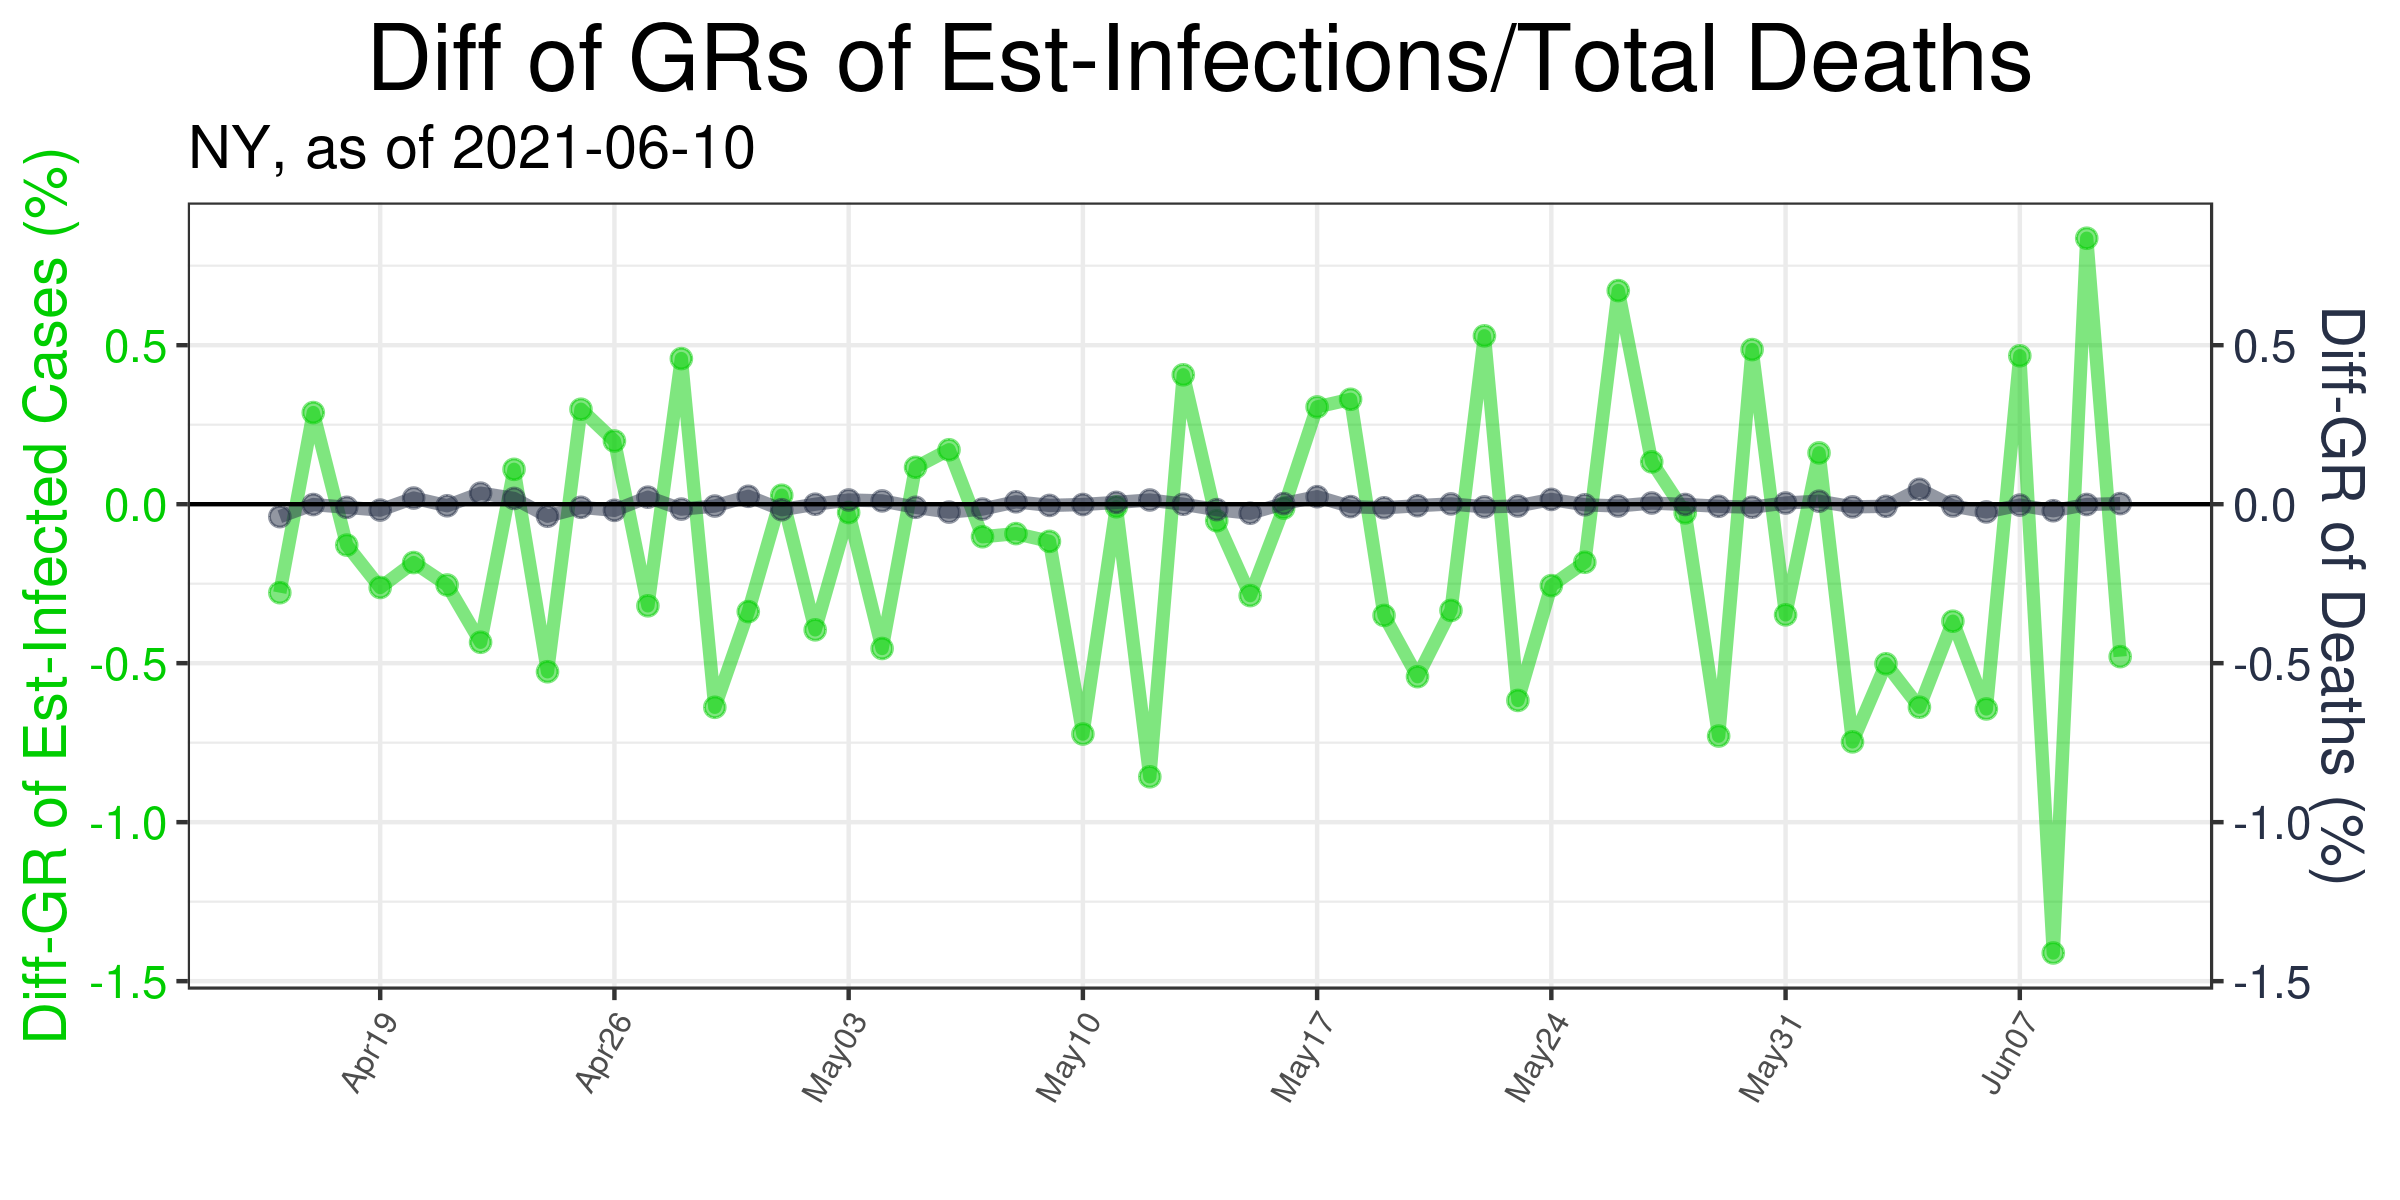 Diff of GRs of Est-Infections/Total Deaths
NY, as of 2021-06-10
Diff-GR of Est-Infected Cases (%)
0.5
0.0
-0.5
-1.0
-1.5
0.5
0.0
-0.5
-1.0
-1.5
Diff-GR of Deaths (%)
Apr19
Apr26
May03
May10
May17
May24
May31
Jun07